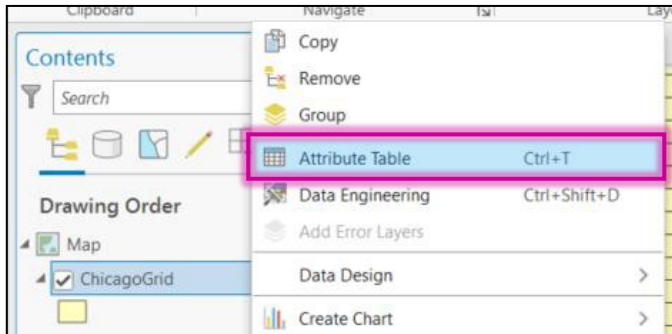 Clipboard
Navigate
Contents
Search
Drawing Order
Map
ChicagoGrid
Copy
Remove
Group
Attribute Table Ctrl+T
Data Engineering Ctrl+Shift+D
Add Error Layers
Data Design
Create Chart